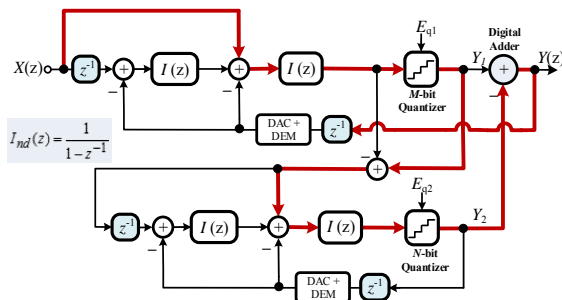 E_q1
Digital
Adder
X(z)
z⁻¹
+
I (z)
+
I (z)
Y_1
+
Y(z)
−
−
−
M-bit
Quantizer
DAC +
DEM
z⁻¹
I_nd(z) = 1 / (1 − z⁻¹)
−
+
E_q2
z⁻¹
+
I (z)
+
I (z)
Y_2
−
−
N-bit
Quantizer
DAC +
DEM
z⁻¹